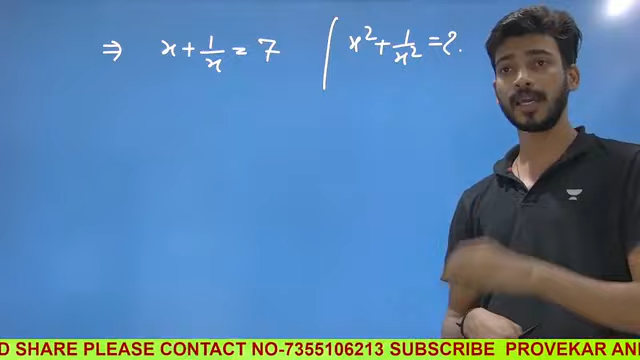 ⇒ x + 1/x = 7 | x² + 1/x² = ?.
D SHARE PLEASE CONTACT NO-7355106213 SUBSCRIBE PROVEKAR AN